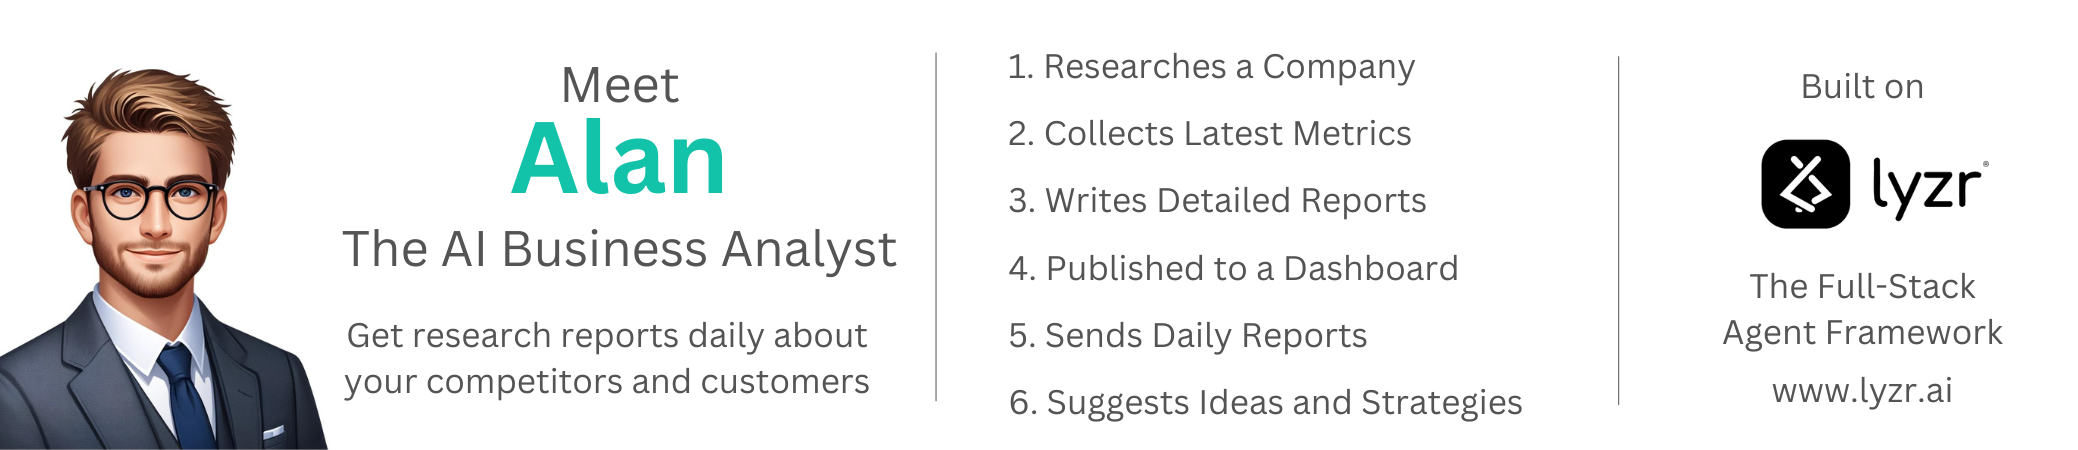 Meet
Alan
The AI Business Analyst
Get research reports daily about
your competitors and customers
1. Researches a Company
2. Collects Latest Metrics
3. Writes Detailed Reports
4. Published to a Dashboard
5. Sends Daily Reports
6. Suggests Ideas and Strategies
Built on
lyzr®
The Full-Stack
Agent Framework
www.lyzr.ai